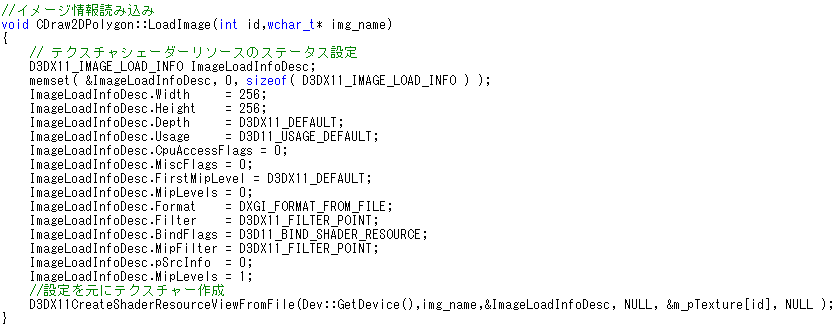 //イメージ情報読み込み
void CDraw2DPolygon::LoadImage(int id,wchar_t* img_name)
{
    // テクスチャシェーダーリソースのステータス設定
    D3DX11_IMAGE_LOAD_INFO ImageLoadInfoDesc;
    memset( &ImageLoadInfoDesc, 0, sizeof( D3DX11_IMAGE_LOAD_INFO ) );
    ImageLoadInfoDesc.Width     = 256;
    ImageLoadInfoDesc.Height    = 256;
    ImageLoadInfoDesc.Depth     = D3DX11_DEFAULT;
    ImageLoadInfoDesc.Usage     = D3D11_USAGE_DEFAULT;
    ImageLoadInfoDesc.CpuAccessFlags = 0;
    ImageLoadInfoDesc.MiscFlags = 0;
    ImageLoadInfoDesc.FirstMipLevel = D3DX11_DEFAULT;
    ImageLoadInfoDesc.MipLevels = 0;
    ImageLoadInfoDesc.Format    = DXGI_FORMAT_FROM_FILE;
    ImageLoadInfoDesc.Filter    = D3DX11_FILTER_POINT;
    ImageLoadInfoDesc.BindFlags = D3DX11_BIND_SHADER_RESOURCE;
    ImageLoadInfoDesc.MipFilter = D3DX11_FILTER_POINT;
    ImageLoadInfoDesc.pSrcInfo  = 0;
    ImageLoadInfoDesc.MipLevels = 1;
    //設定を元にテクスチャー作成
    D3DX11CreateShaderResourceViewFromFile(Dev::GetDevice(),img_name,&ImageLoadInfoDesc, NULL, &m_pTexture[id], NULL );
}